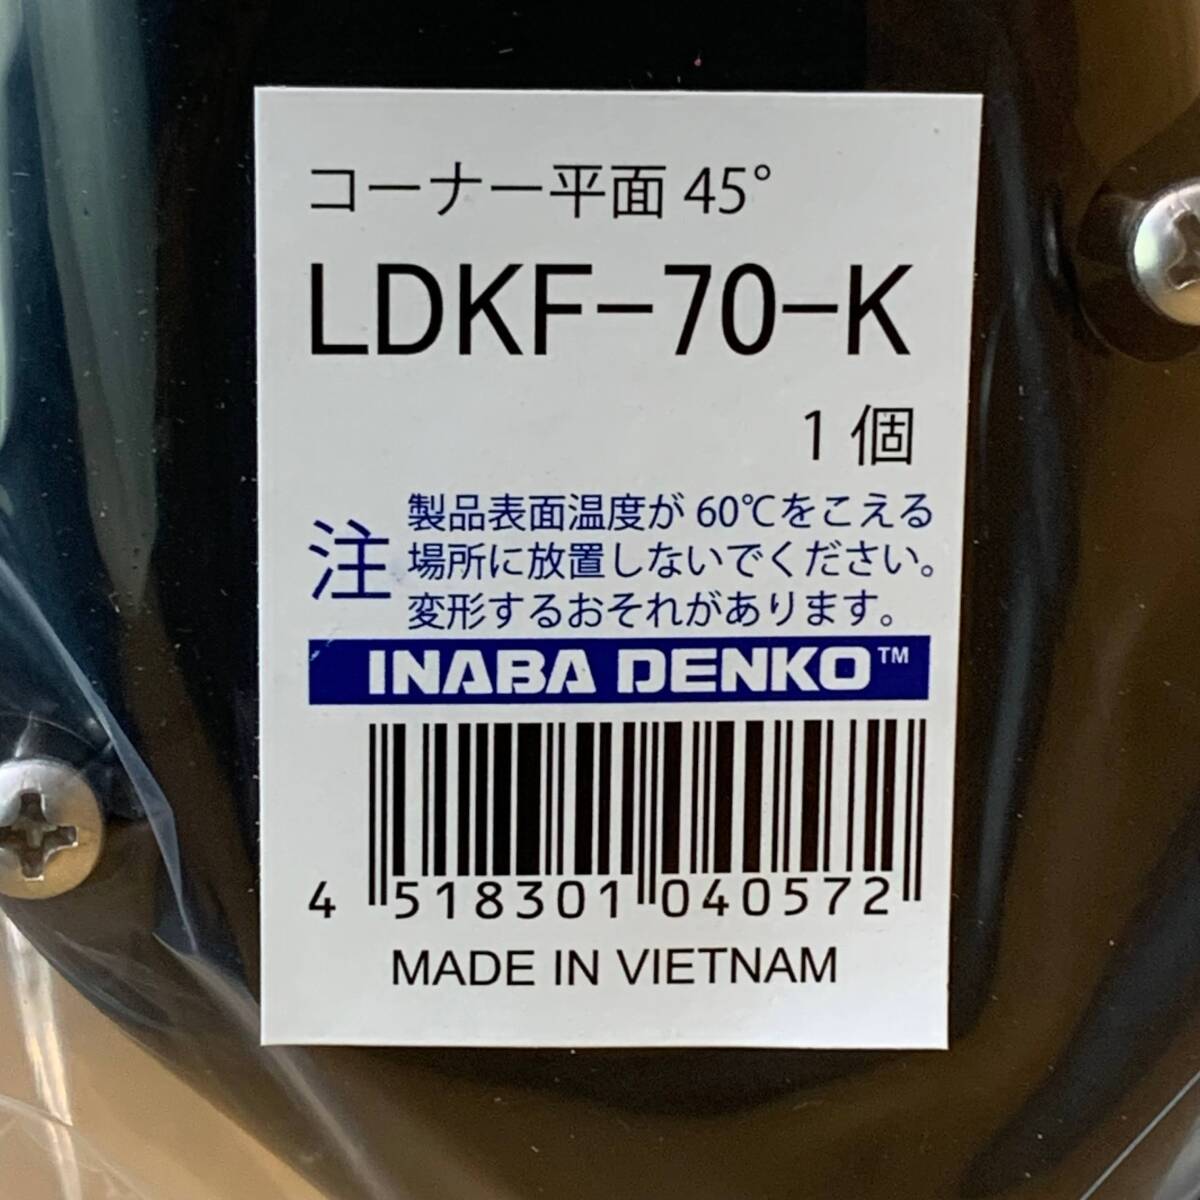 コーナー平面 45°
LDKF-70-K
1 個
注
製品表面温度が 60℃をこえる
場所に放置しないでください。
変形するおそれがあります。
INABA DENKO™
4 518301 040572
MADE IN VIETNAM